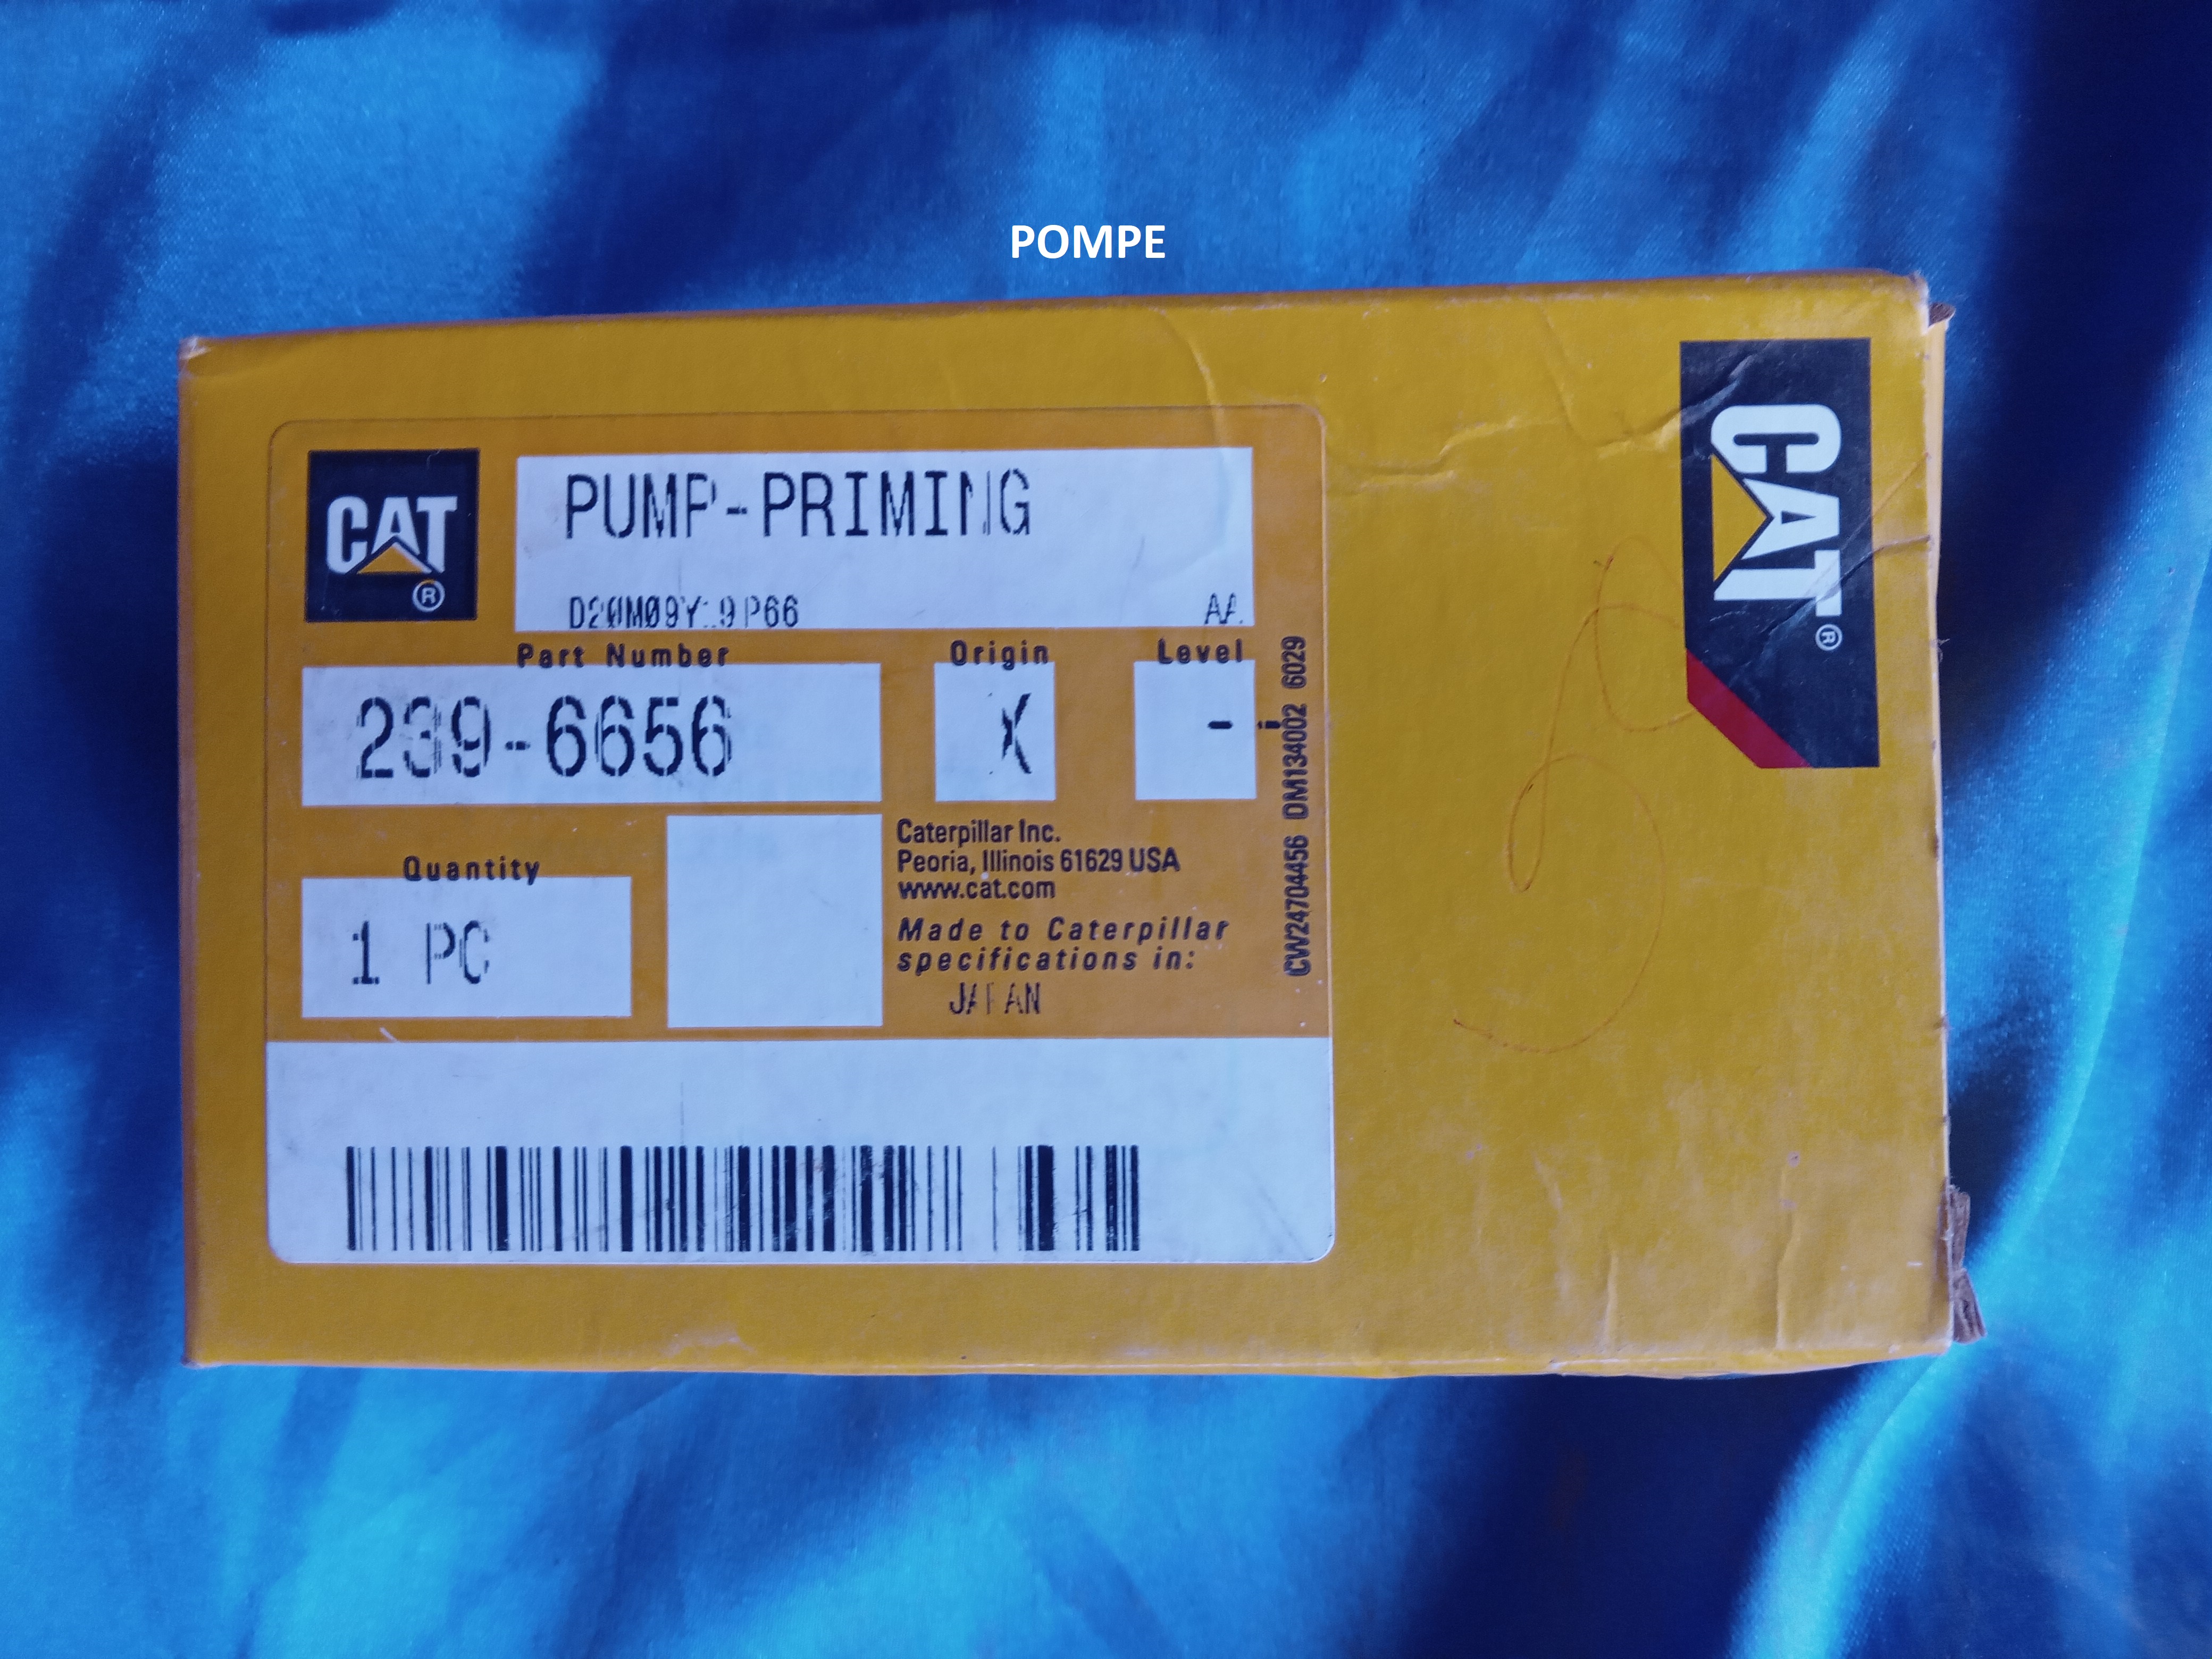 POMPE
CAT
®
PUMP-PRIMING
AA
Part Number
239-6656
Origin
X
Level
-
Quantity
1 PC
Caterpillar Inc.
Peoria, Illinois 61629 USA
www.cat.com
Made to Caterpillar
specifications in:
JAPAN
CW24704456 DM134002 6029
CAT
®